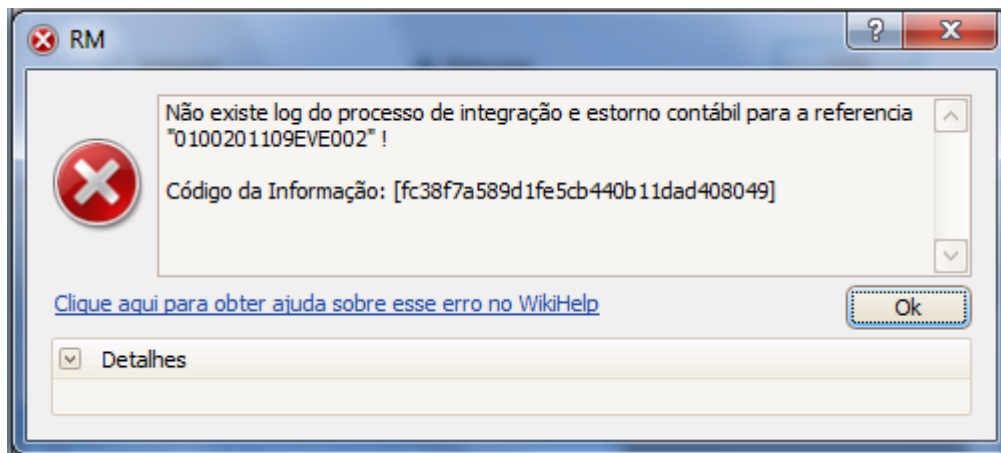 RM
?
Não existe log do processo de integração e estorno contábil para a referencia
"0100201109EVE002" !
Código da Informação: [fc38f7a589d1fe5cb440b11dad408049]
Clique aqui para obter ajuda sobre esse erro no WikiHelp
Ok
Detalhes